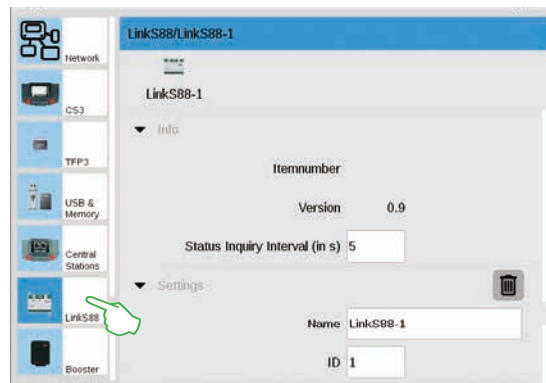 LinkS88/LinkS88-1
Network
LinkS88-1
CS3
Info
TFP3
Itemnumber
USB &
Memory
Version 0.9
Central
Stations
Status Inquiry Interval (in s) 5
LinkS88
Settings
Name LinkS88-1
ID 1
Booster